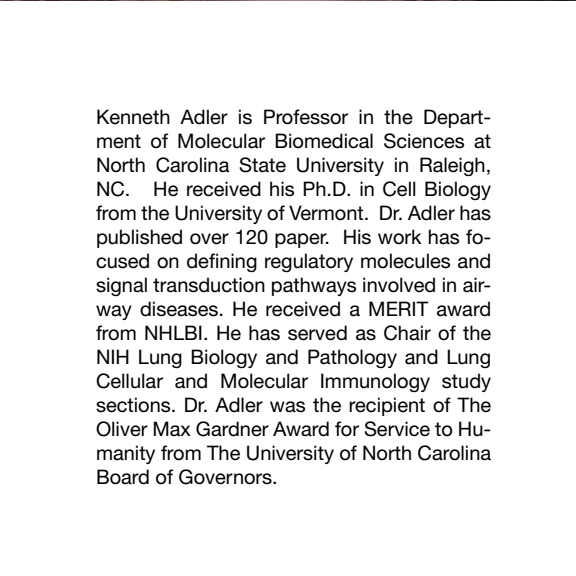 Kenneth Adler is Professor in the Depart-
ment of Molecular Biomedical Sciences at
North Carolina State University in Raleigh,
NC.   He received his Ph.D. in Cell Biology
from the University of Vermont.  Dr. Adler has
published over 120 paper.  His work has fo-
cused on defining regulatory molecules and
signal transduction pathways involved in air-
way diseases. He received a MERIT award
from NHLBI. He has served as Chair of the
NIH Lung Biology and Pathology and Lung
Cellular and Molecular Immunology study
sections. Dr. Adler was the recipient of The
Oliver Max Gardner Award for Service to Hu-
manity from The University of North Carolina
Board of Governors.